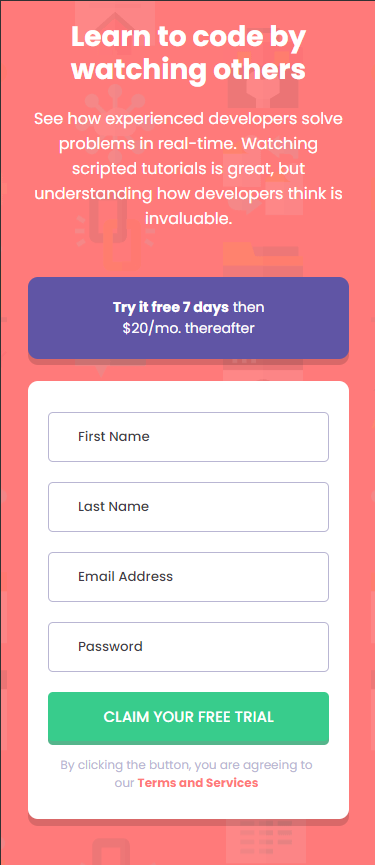 Learn to code by
watching others
See how experienced developers solve
problems in real-time. Watching
scripted tutorials is great, but
understanding how developers think is
invaluable.
Try it free 7 days then
$20/mo. thereafter
First Name
Last Name
Email Address
Password
CLAIM YOUR FREE TRIAL
By clicking the button, you are agreeing to
our Terms and Services